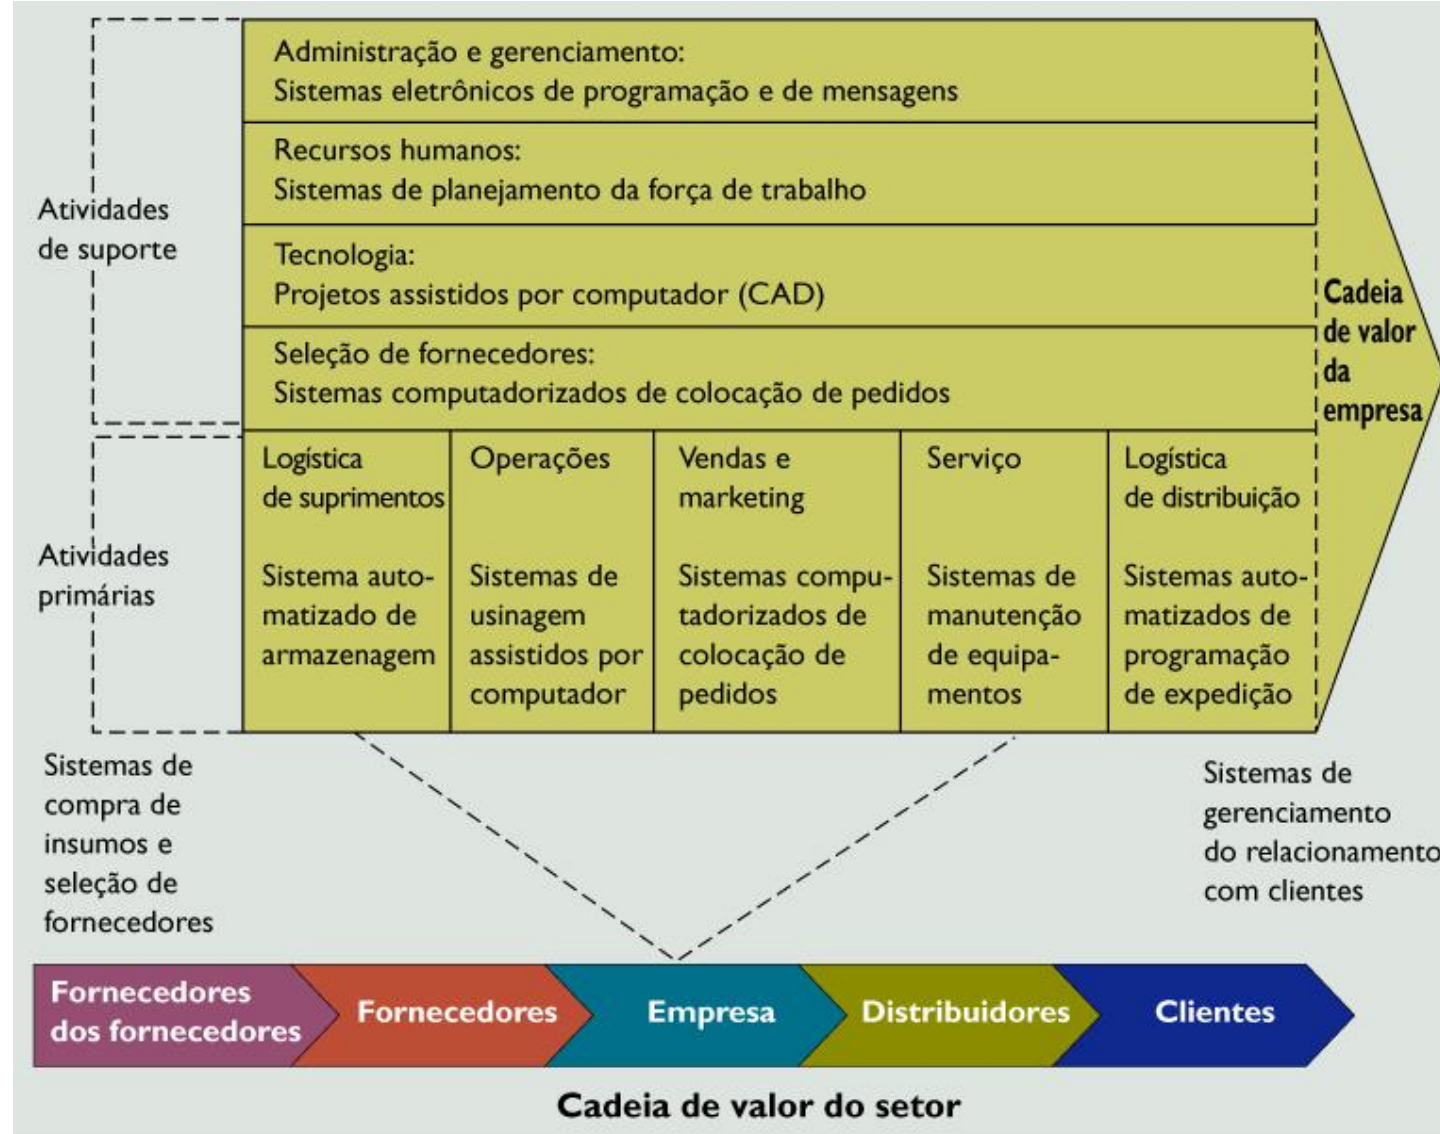 Administração e gerenciamento:
Sistemas eletrônicos de programação e de mensagens
Recursos humanos:
Sistemas de planejamento da força de trabalho
Atividades
de suporte
Tecnologia:
Projetos assistidos por computador (CAD)
Seleção de fornecedores:
Sistemas computadorizados de colocação de pedidos
Cadeia
de valor
da
empresa
Atividades
primárias
Logística
de suprimentos
Sistema auto-
matizado de
armazenagem
Operações
Sistemas de
usinagem
assistidos por
computador
Vendas e
marketing
Sistemas compu-
tadorizados de
colocação de
pedidos
Serviço
Sistemas de
manutenção
de equipa-
mentos
Logística
de distribuição
Sistemas auto-
matizados de
programação
de expedição
Sistemas de
compra de
insumos e
seleção de
fornecedores
Sistemas de
gerenciamento
do relacionamento
com clientes
Fornecedores
dos fornecedores
Fornecedores
Empresa
Distribuidores
Clientes
Cadeia de valor do setor